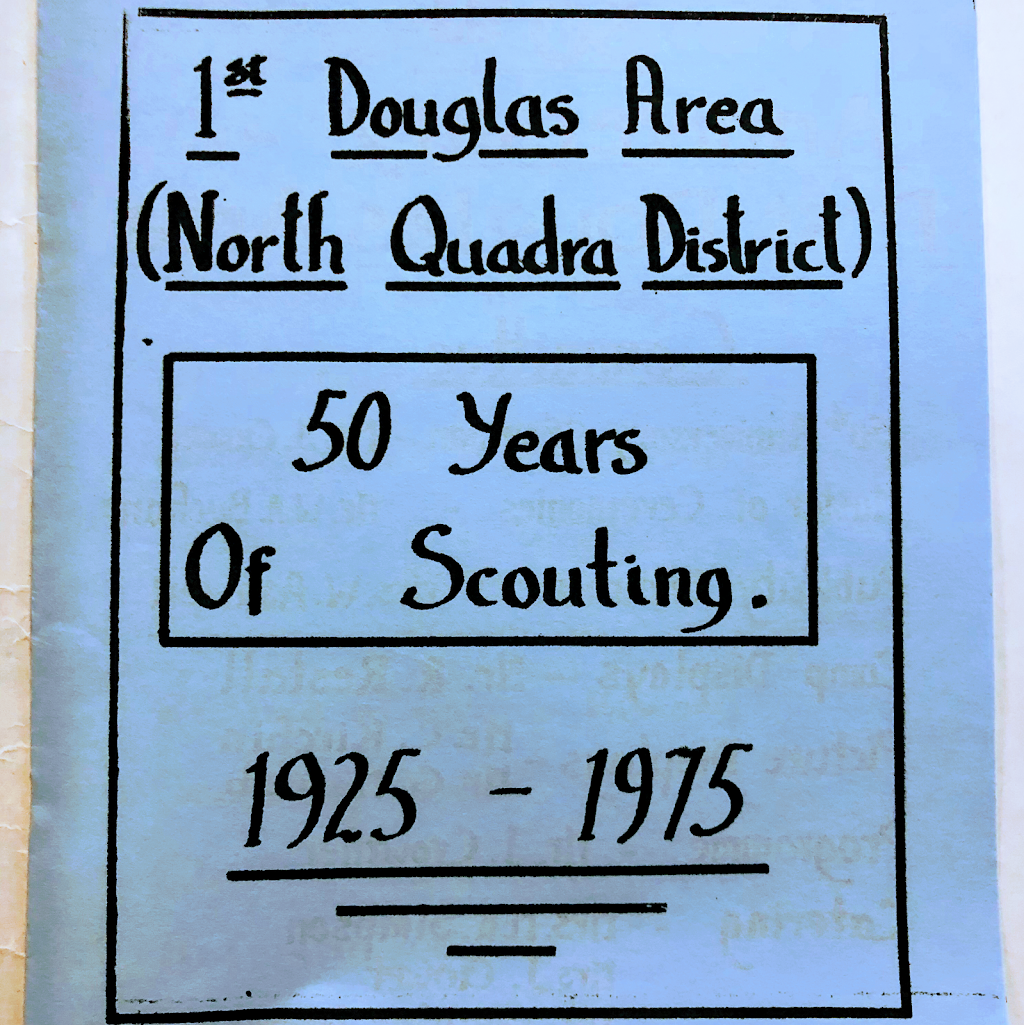 1st Douglas Area
(North Quadra District)
50 Years
Of Scouting.
1925 - 1975